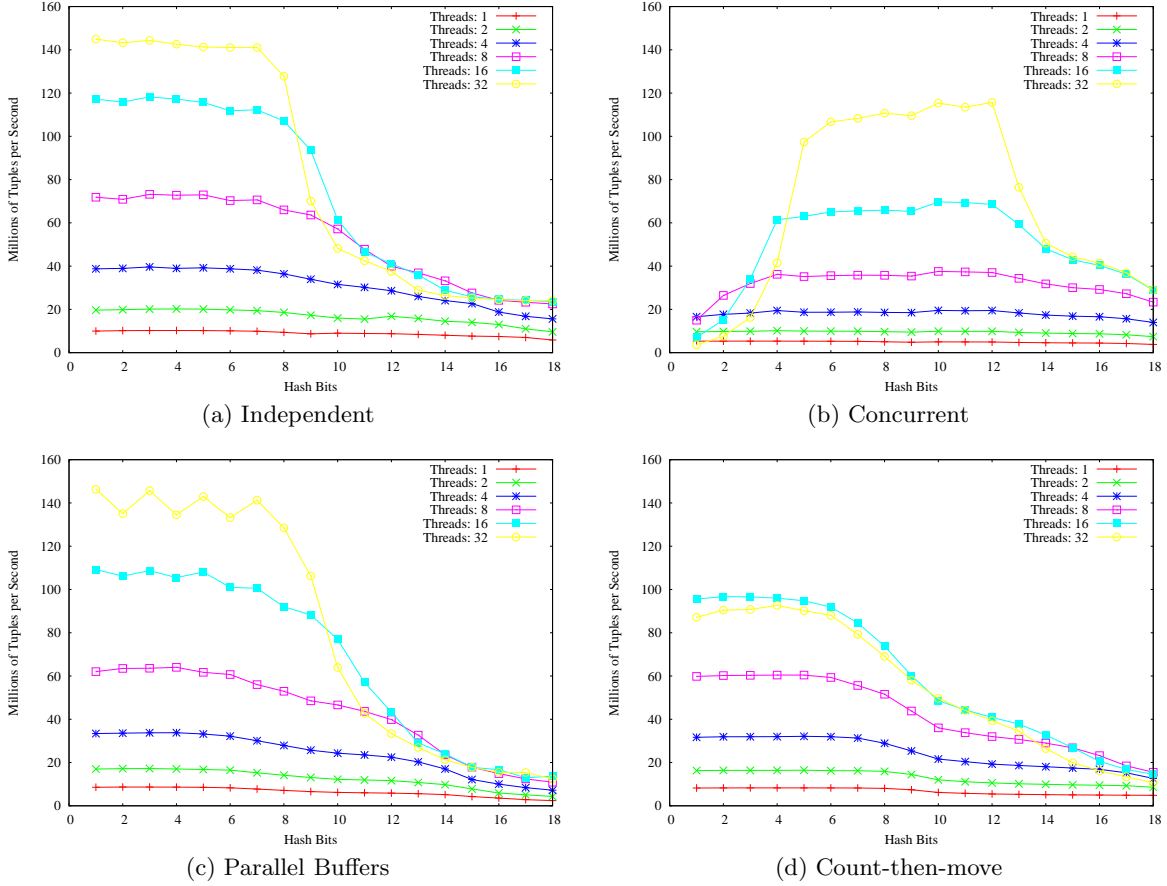 160
140
120
100
80
60
40
20
0
Millions of Tuples per Second
Threads: 1
Threads: 2
Threads: 4
Threads: 8
Threads: 16
Threads: 32
0 2 4 6 8 10 12 14 16 18
Hash Bits
(a) Independent
160
140
120
100
80
60
40
20
0
Millions of Tuples per Second
Threads: 1
Threads: 2
Threads: 4
Threads: 8
Threads: 16
Threads: 32
0 2 4 6 8 10 12 14 16 18
Hash Bits
(b) Concurrent
160
140
120
100
80
60
40
20
0
Millions of Tuples per Second
Threads: 1
Threads: 2
Threads: 4
Threads: 8
Threads: 16
Threads: 32
0 2 4 6 8 10 12 14 16 18
Hash Bits
(c) Parallel Buffers
160
140
120
100
80
60
40
20
0
Millions of Tuples per Second
Threads: 1
Threads: 2
Threads: 4
Threads: 8
Threads: 16
Threads: 32
0 2 4 6 8 10 12 14 16 18
Hash Bits
(d) Count-then-move